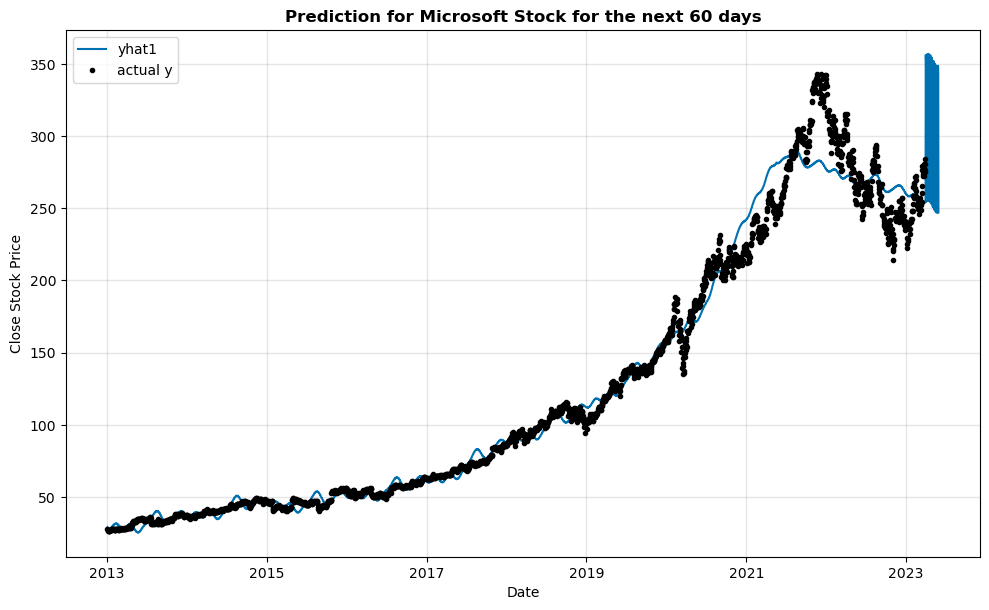 Prediction for Microsoft Stock for the next 60 days
yhat1
actual y
350
300
250
200
150
100
50
Close Stock Price
2013
2015
2017
2019
2021
2023
Date